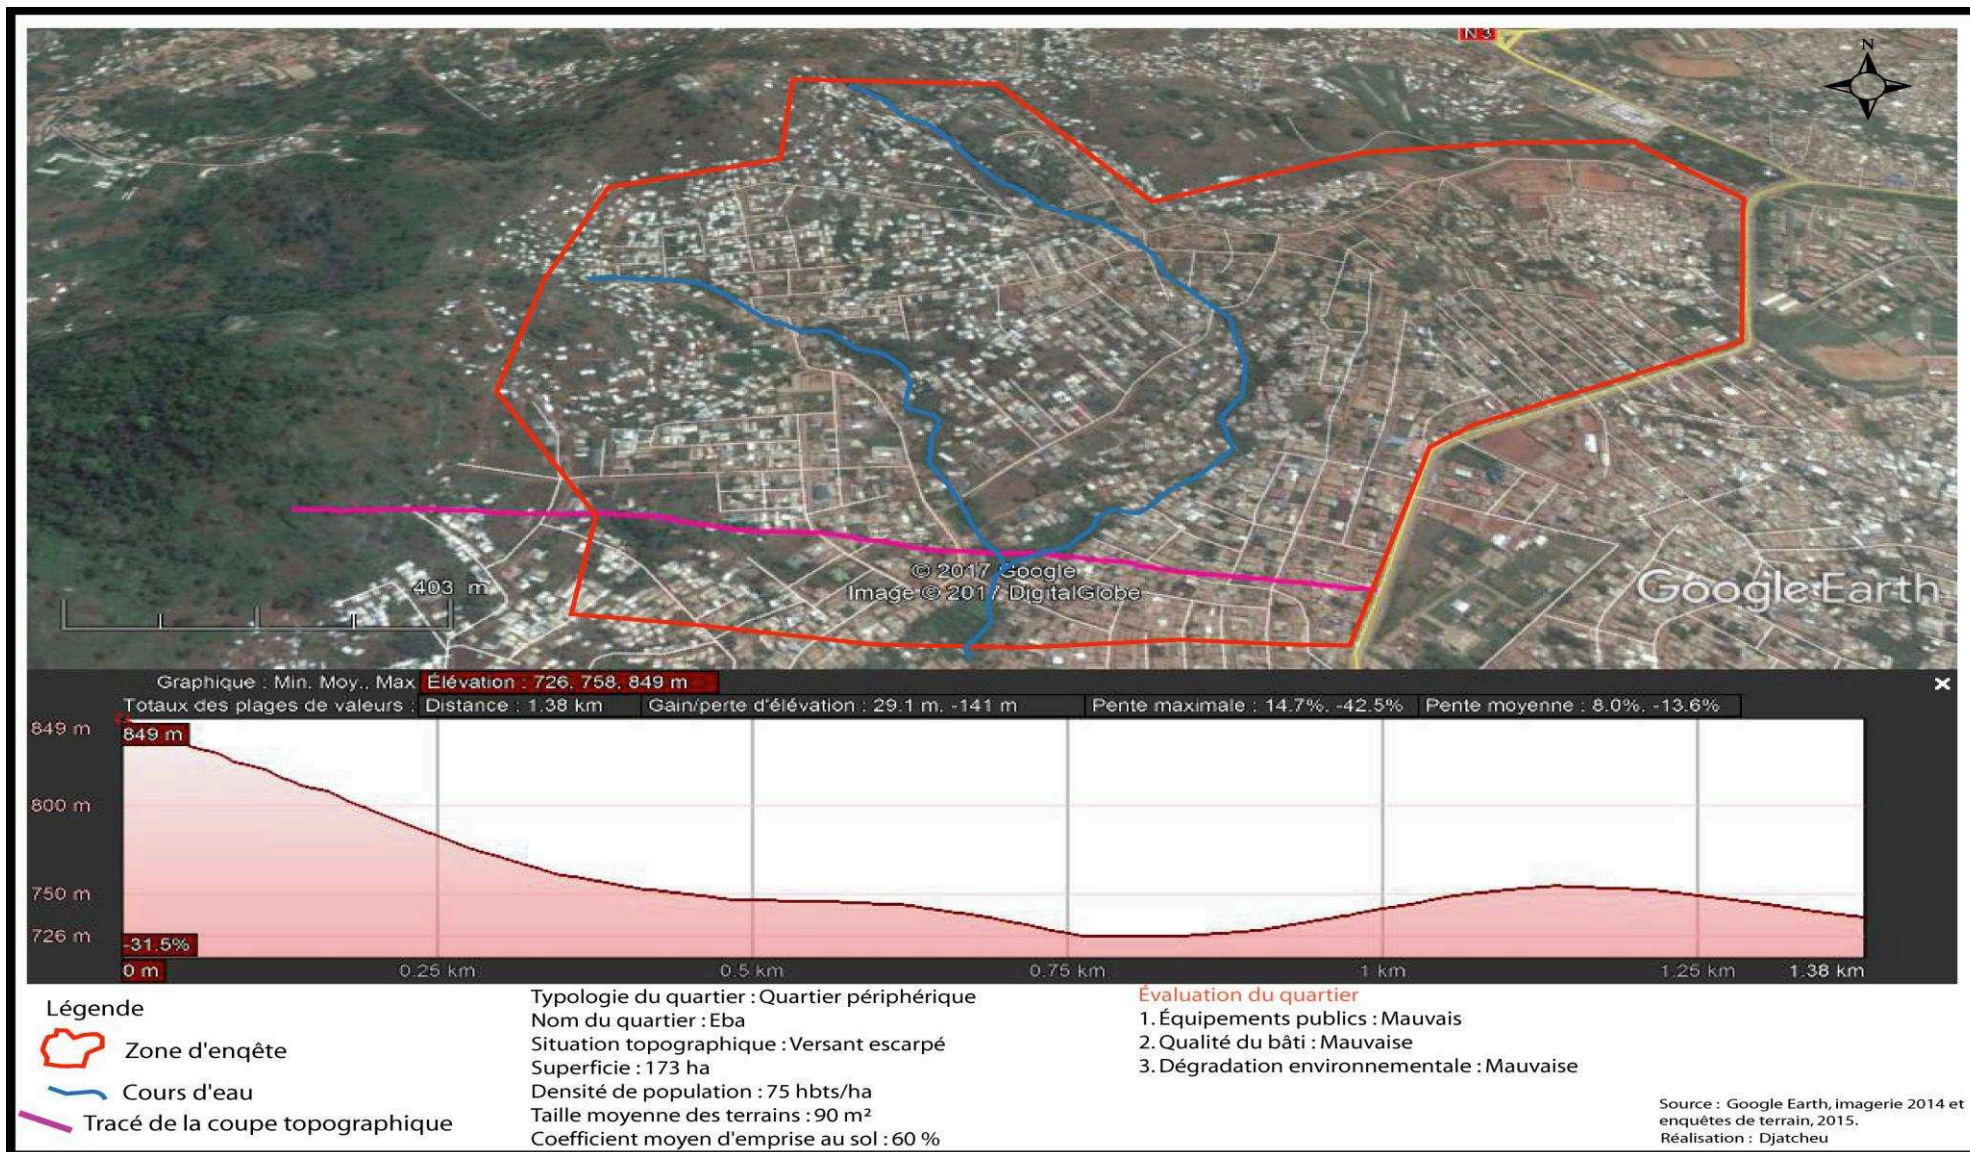 N 3
N
403 m
© 2017 Google
Image © 2017 DigitalGlobe
Google Earth
Graphique : Min. Moy., Max Élévation : 726, 758, 849 m
Totaux des plages de valeurs : Distance : 1.38 km Gain/perte d'élévation : 29.1 m, -141 m Pente maximale : 14.7%, -42.5% Pente moyenne : 8.0%, -13.6%
849 m
849 m
800 m
750 m
726 m
-31.5%
0 m 0.25 km 0.5 km 0.75 km 1 km 1.25 km 1.38 km
Légende
Zone d'enqête
Cours d'eau
Tracé de la coupe topographique
Typologie du quartier : Quartier périphérique
Nom du quartier : Eba
Situation topographique : Versant escarpé
Superficie : 173 ha
Densité de population : 75 hbts/ha
Taille moyenne des terrains : 90 m²
Coefficient moyen d'emprise au sol : 60 %
Évaluation du quartier
1. Équipements publics : Mauvais
2. Qualité du bâti : Mauvaise
3. Dégradation environnementale : Mauvaise
Source : Google Earth, imagerie 2014 et
enquêtes de terrain, 2015.
Réalisation : Djatcheu